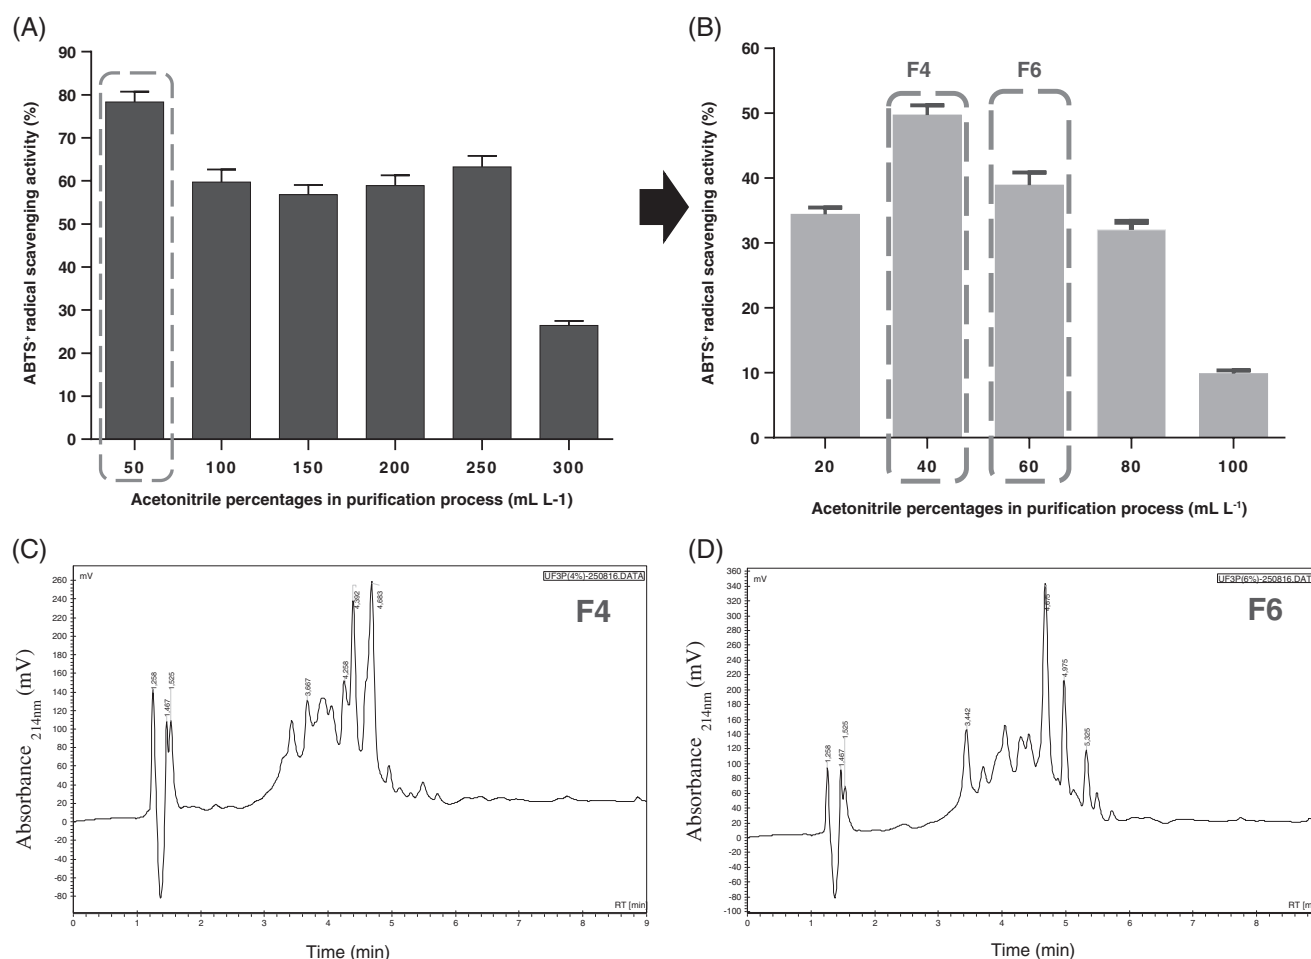 (A)
90
80
70
60
50
40
30
20
10
0
ABTS+ radical scavenging activity (%)
50 100 150 200 250 300
Acetonitrile percentages in purification process (mL L-1)
(B)
60
50
40
30
20
10
0
ABTS+ radical scavenging activity (%)
F4 F6
20 40 60 80 100
Acetonitrile percentages in purification process (mL L-1)
(C)
mV
UF3P(4%)-250816.DATA
F4
260
240
220
200
180
160
140
120
100
80
60
40
20
0
-20
-40
-60
-80
Absorbance 214nm (mV)
1,258
1,467
1,525
3,667
4,258
4,392
4,683
RT [min
0 1 2 3 4 5 6 7 8 9
Time (min)
(D)
mV
UF3P(6%)-250816.DAT
F6
360
340
320
300
280
260
240
220
200
180
160
140
120
100
80
60
40
20
0
-20
-40
-60
-80
-100
Absorbance 214nm (mV)
1,258
1,467
1,525
3,442
4,975
5,325
RT [m
0 1 2 3 4 5 6 7 8
Time (min)